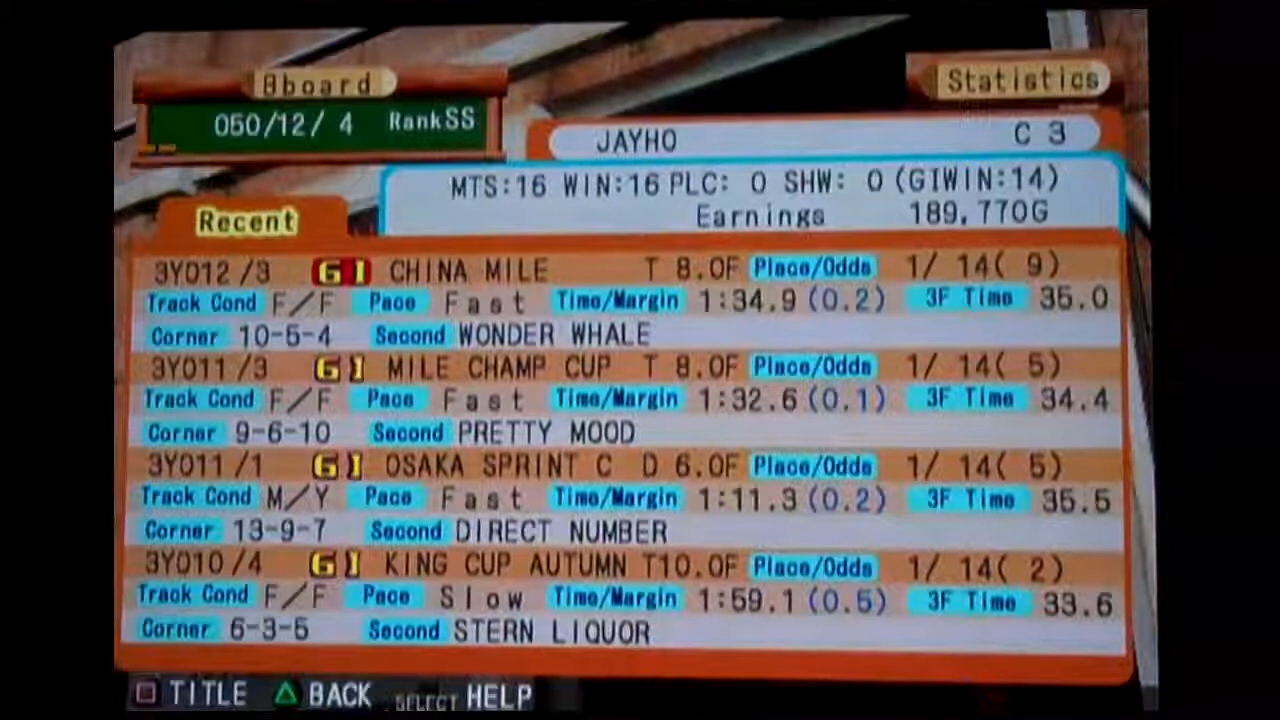 Bboard
Statistics
050/12/ 4 RankSS
JAYHO C 3
MTS:16 WIN:16 PLC: 0 SHW: 0 (GIWIN:14)
Earnings 189,770G
Recent
3Y012/3 GI CHINA MILE T 8.0F Place/Odds 1/ 14( 9)
Track Cond F/F Pace Fast Time/Margin 1:34.9 (0.2) 3F Time 35.0
Corner 10-5-4 Second WONDER WHALE
3Y011/3 GI MILE CHAMP CUP T 8.0F Place/Odds 1/ 14( 5)
Track Cond F/F Pace Fast Time/Margin 1:32.6 (0.1) 3F Time 34.4
Corner 9-6-10 Second PRETTY MOOD
3Y011/1 GI OSAKA SPRINT C D 6.0F Place/Odds 1/ 14( 5)
Track Cond M/Y Pace Fast Time/Margin 1:11.3 (0.2) 3F Time 35.5
Corner 13-9-7 Second DIRECT NUMBER
3Y010/4 GI KING CUP AUTUMN T10.0F Place/Odds 1/ 14( 2)
Track Cond F/F Pace Slow Time/Margin 1:59.1 (0.5) 3F Time 33.6
Corner 6-3-5 Second STERN LIQUOR
TITLE BACK SELECT HELP